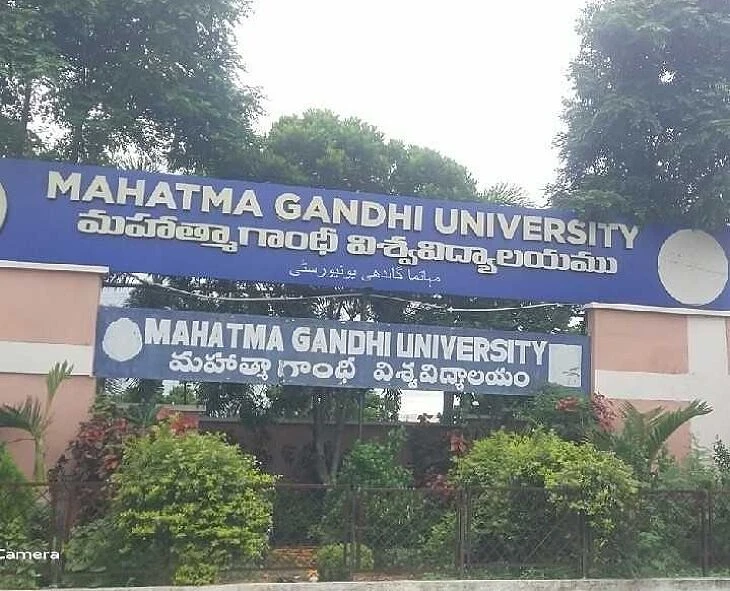 MAHATMA GANDHI UNIVERSITY
మహాత్మాగాంధీ విశ్వవిద్యాలయము
مہاتما گاندھی یونیورسٹی
MAHATMA GANDHI UNIVERSITY
మహాత్మా గాంధీ విశ్వవిద్యాలయం
Camera